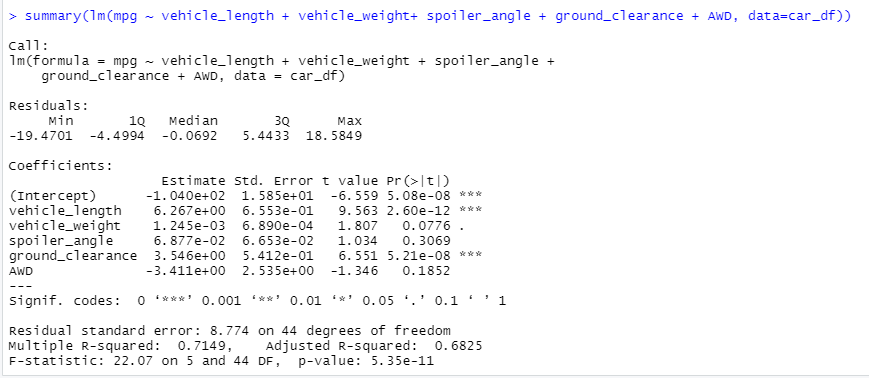 > summary(lm(mpg ~ vehicle_length + vehicle_weight+ spoiler_angle + ground_clearance + AWD, data=car_df))
Call:
lm(formula = mpg ~ vehicle_length + vehicle_weight + spoiler_angle +
    ground_clearance + AWD, data = car_df)
Residuals:
     Min       1Q   Median       3Q      Max
-19.4701  -4.4994  -0.0692   5.4433  18.5849
Coefficients:
                   Estimate Std. Error t value Pr(>|t|)
(Intercept)      -1.040e+02  1.585e+01  -6.559 5.08e-08 ***
vehicle_length    6.267e+00  6.553e-01   9.563 2.60e-12 ***
vehicle_weight    1.245e-03  6.890e-04   1.807   0.0776 .
spoiler_angle     6.877e-02  6.653e-02   1.034   0.3069
ground_clearance  3.546e+00  5.412e-01   6.551 5.21e-08 ***
AWD              -3.411e+00  2.535e+00  -1.346   0.1852
---
Signif. codes:  0 ‘***’ 0.001 ‘**’ 0.01 ‘*’ 0.05 ‘.’ 0.1 ‘ ’ 1
Residual standard error: 8.774 on 44 degrees of freedom
Multiple R-squared:  0.7149,    Adjusted R-squared:  0.6825
F-statistic: 22.07 on 5 and 44 DF,  p-value: 5.35e-11